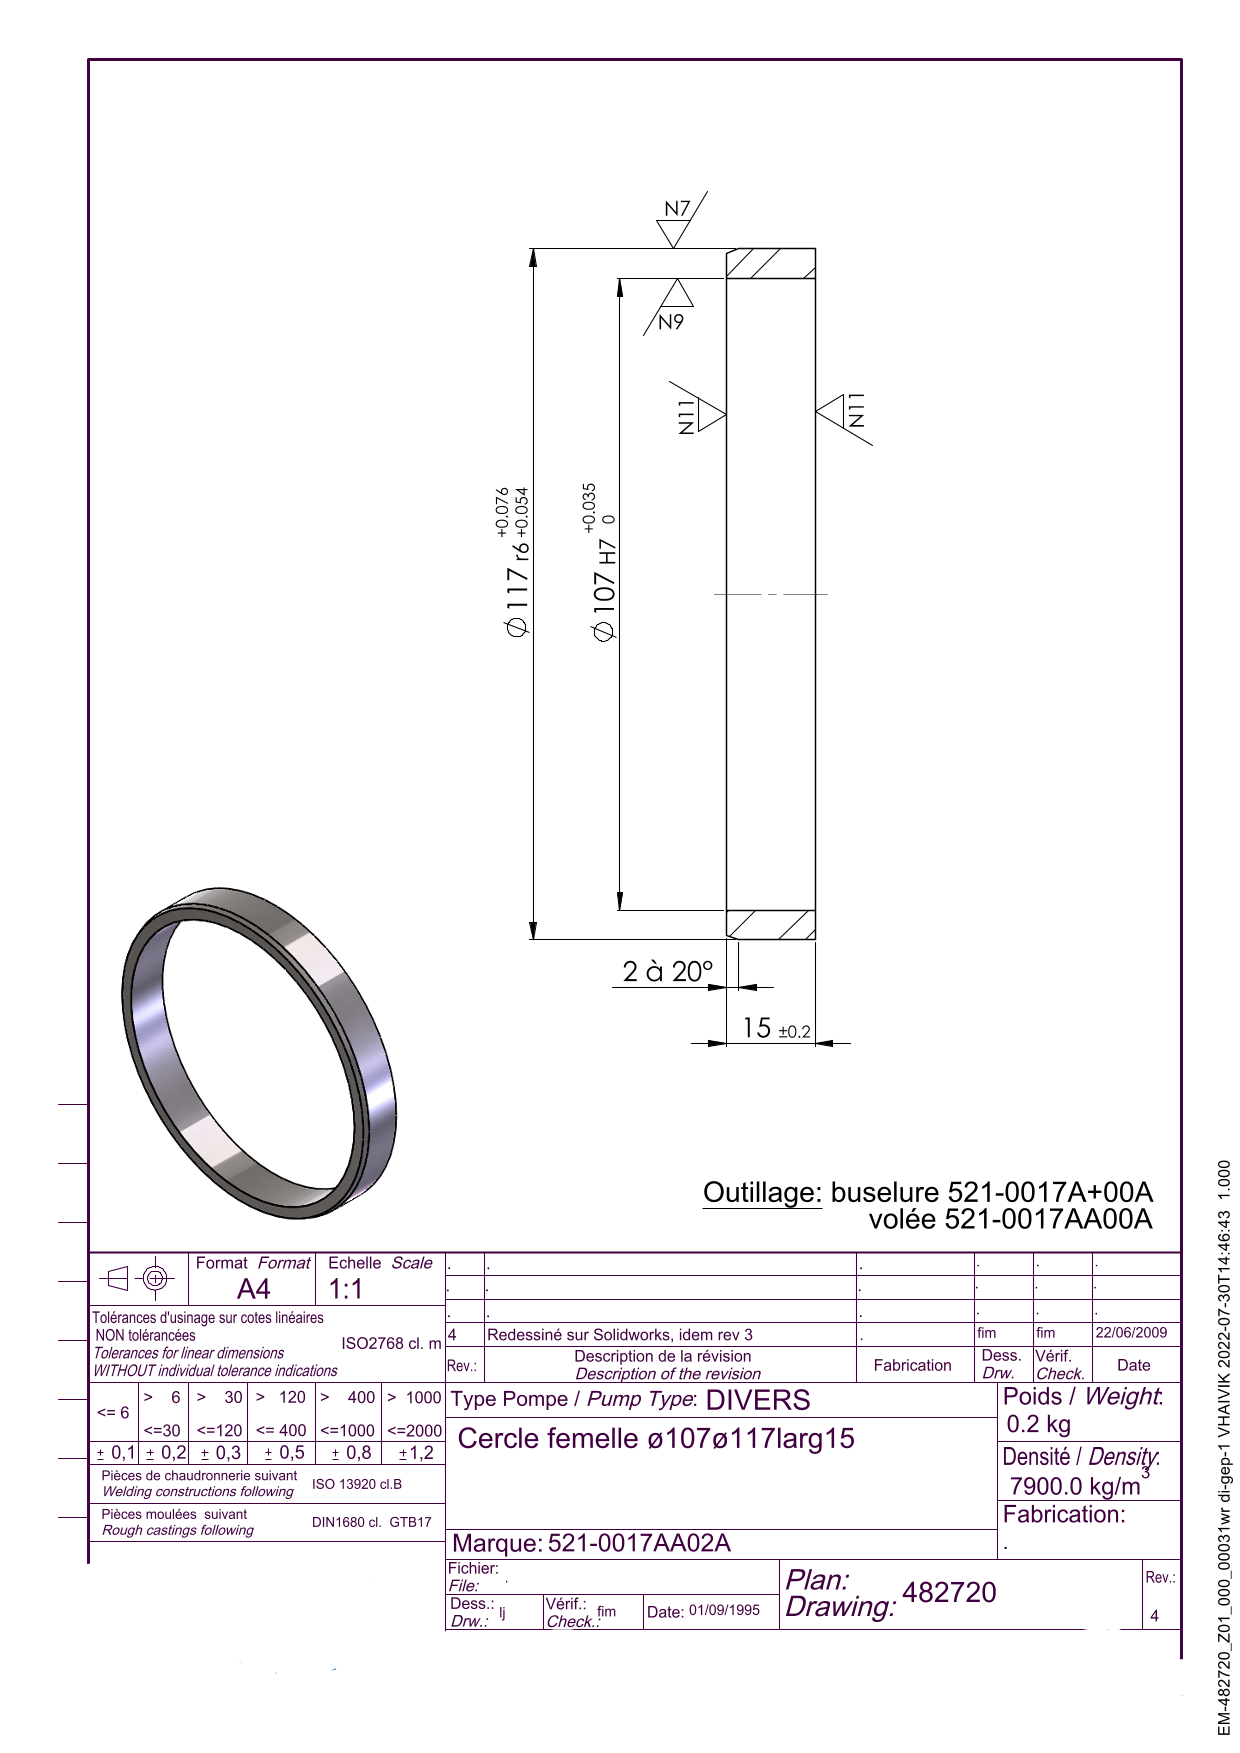 N7
N9
N11
N11
Ø 117 r6 +0.076 +0.054
Ø 107 H7 +0.035 0
2 à 20°
15 ±0.2
Outillage: buselure 521-0017A+00A
volée 521-0017AA00A
Format Format
A4
Echelle Scale
1:1
Tolérances d'usinage sur cotes linéaires
NON tolérancées
Tolerances for linear dimensions
WITHOUT individual tolerance indications
ISO2768 cl. m
<= 6
> 6 <=30
> 30 <=120
> 120 <= 400
> 400 <=1000
> 1000 <=2000
± 0,1 ± 0,2 ± 0,3 ± 0,5 ± 0,8 ±1,2
Pièces de chaudronnerie suivant
Welding constructions following
ISO 13920 cl.B
Pièces moulées suivant
Rough castings following
DIN1680 cl. GTB17
. . . . . .
. . . . . .
. . . . . .
4 Redessiné sur Solidworks, idem rev 3 . fim fim 22/06/2009
Rev.:
Description de la révision
Description of the revision
Fabrication
Dess.
Drw.
Vérif.
Check.
Date
Type Pompe / Pump Type: DIVERS
Cercle femelle ø107ø117larg15
Marque: 521-0017AA02A
Poids / Weight:
0.2 kg
Densité / Density:
7900.0 kg/m3
Fabrication:
.
Fichier:
File: .
Dess.:
Drw.: lj
Vérif.:
Check.: fim
Date: 01/09/1995
Plan:
Drawing: 482720
Rev.:
4
EM-482720_Z01_000_00031wr di-gep-1 VHAIVIK 2022-07-30T14:46:43 1.000